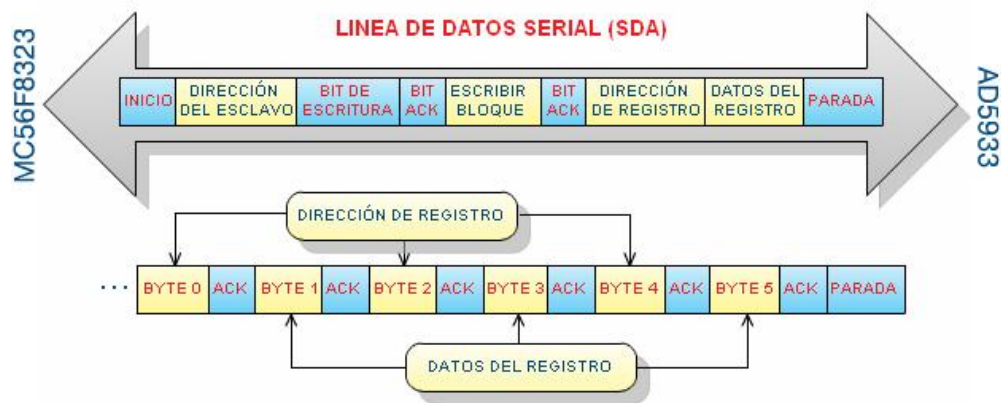 LINEA DE DATOS SERIAL (SDA)
MC56F8323
AD5933
INICIO
DIRECCIÓN
DEL ESCLAVO
BIT DE
ESCRITURA
BIT
ACK
ESCRIBIR
BLOQUE
BIT
ACK
DIRECCIÓN
DE REGISTRO
DATOS DEL
REGISTRO
PARADA
DIRECCIÓN DE REGISTRO
... BYTE 0 ACK BYTE 1 ACK BYTE 2 ACK BYTE 3 ACK BYTE 4 ACK BYTE 5 ACK PARADA
DATOS DEL REGISTRO